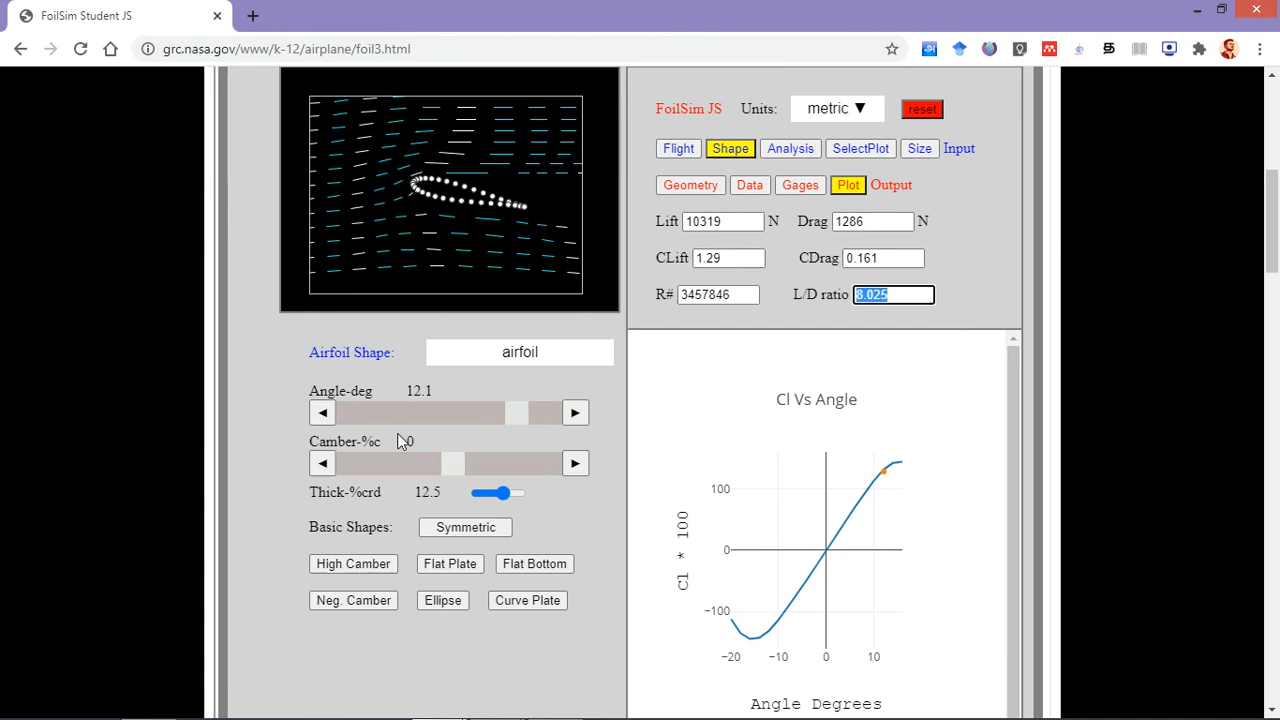 FoilSim Student JS
grc.nasa.gov/www/k-12/airplane/foil3.html
FoilSim JS Units: metric ▼ reset
Flight Shape Analysis SelectPlot Size Input
Geometry Data Gages Plot Output
Lift 10319 N Drag 1286 N
CLift 1.29 CDrag 0.161
R# 3457846 L/D ratio 8.025
Airfoil Shape: airfoil
Angle-deg 12.1
Camber-%c 0
Thick-%crd 12.5
Basic Shapes: Symmetric
High Camber Flat Plate Flat Bottom
Neg. Camber Ellipse Curve Plate
Cl Vs Angle
Cl * 100
100
0
−100
−20 −10 0 10
Angle Degrees